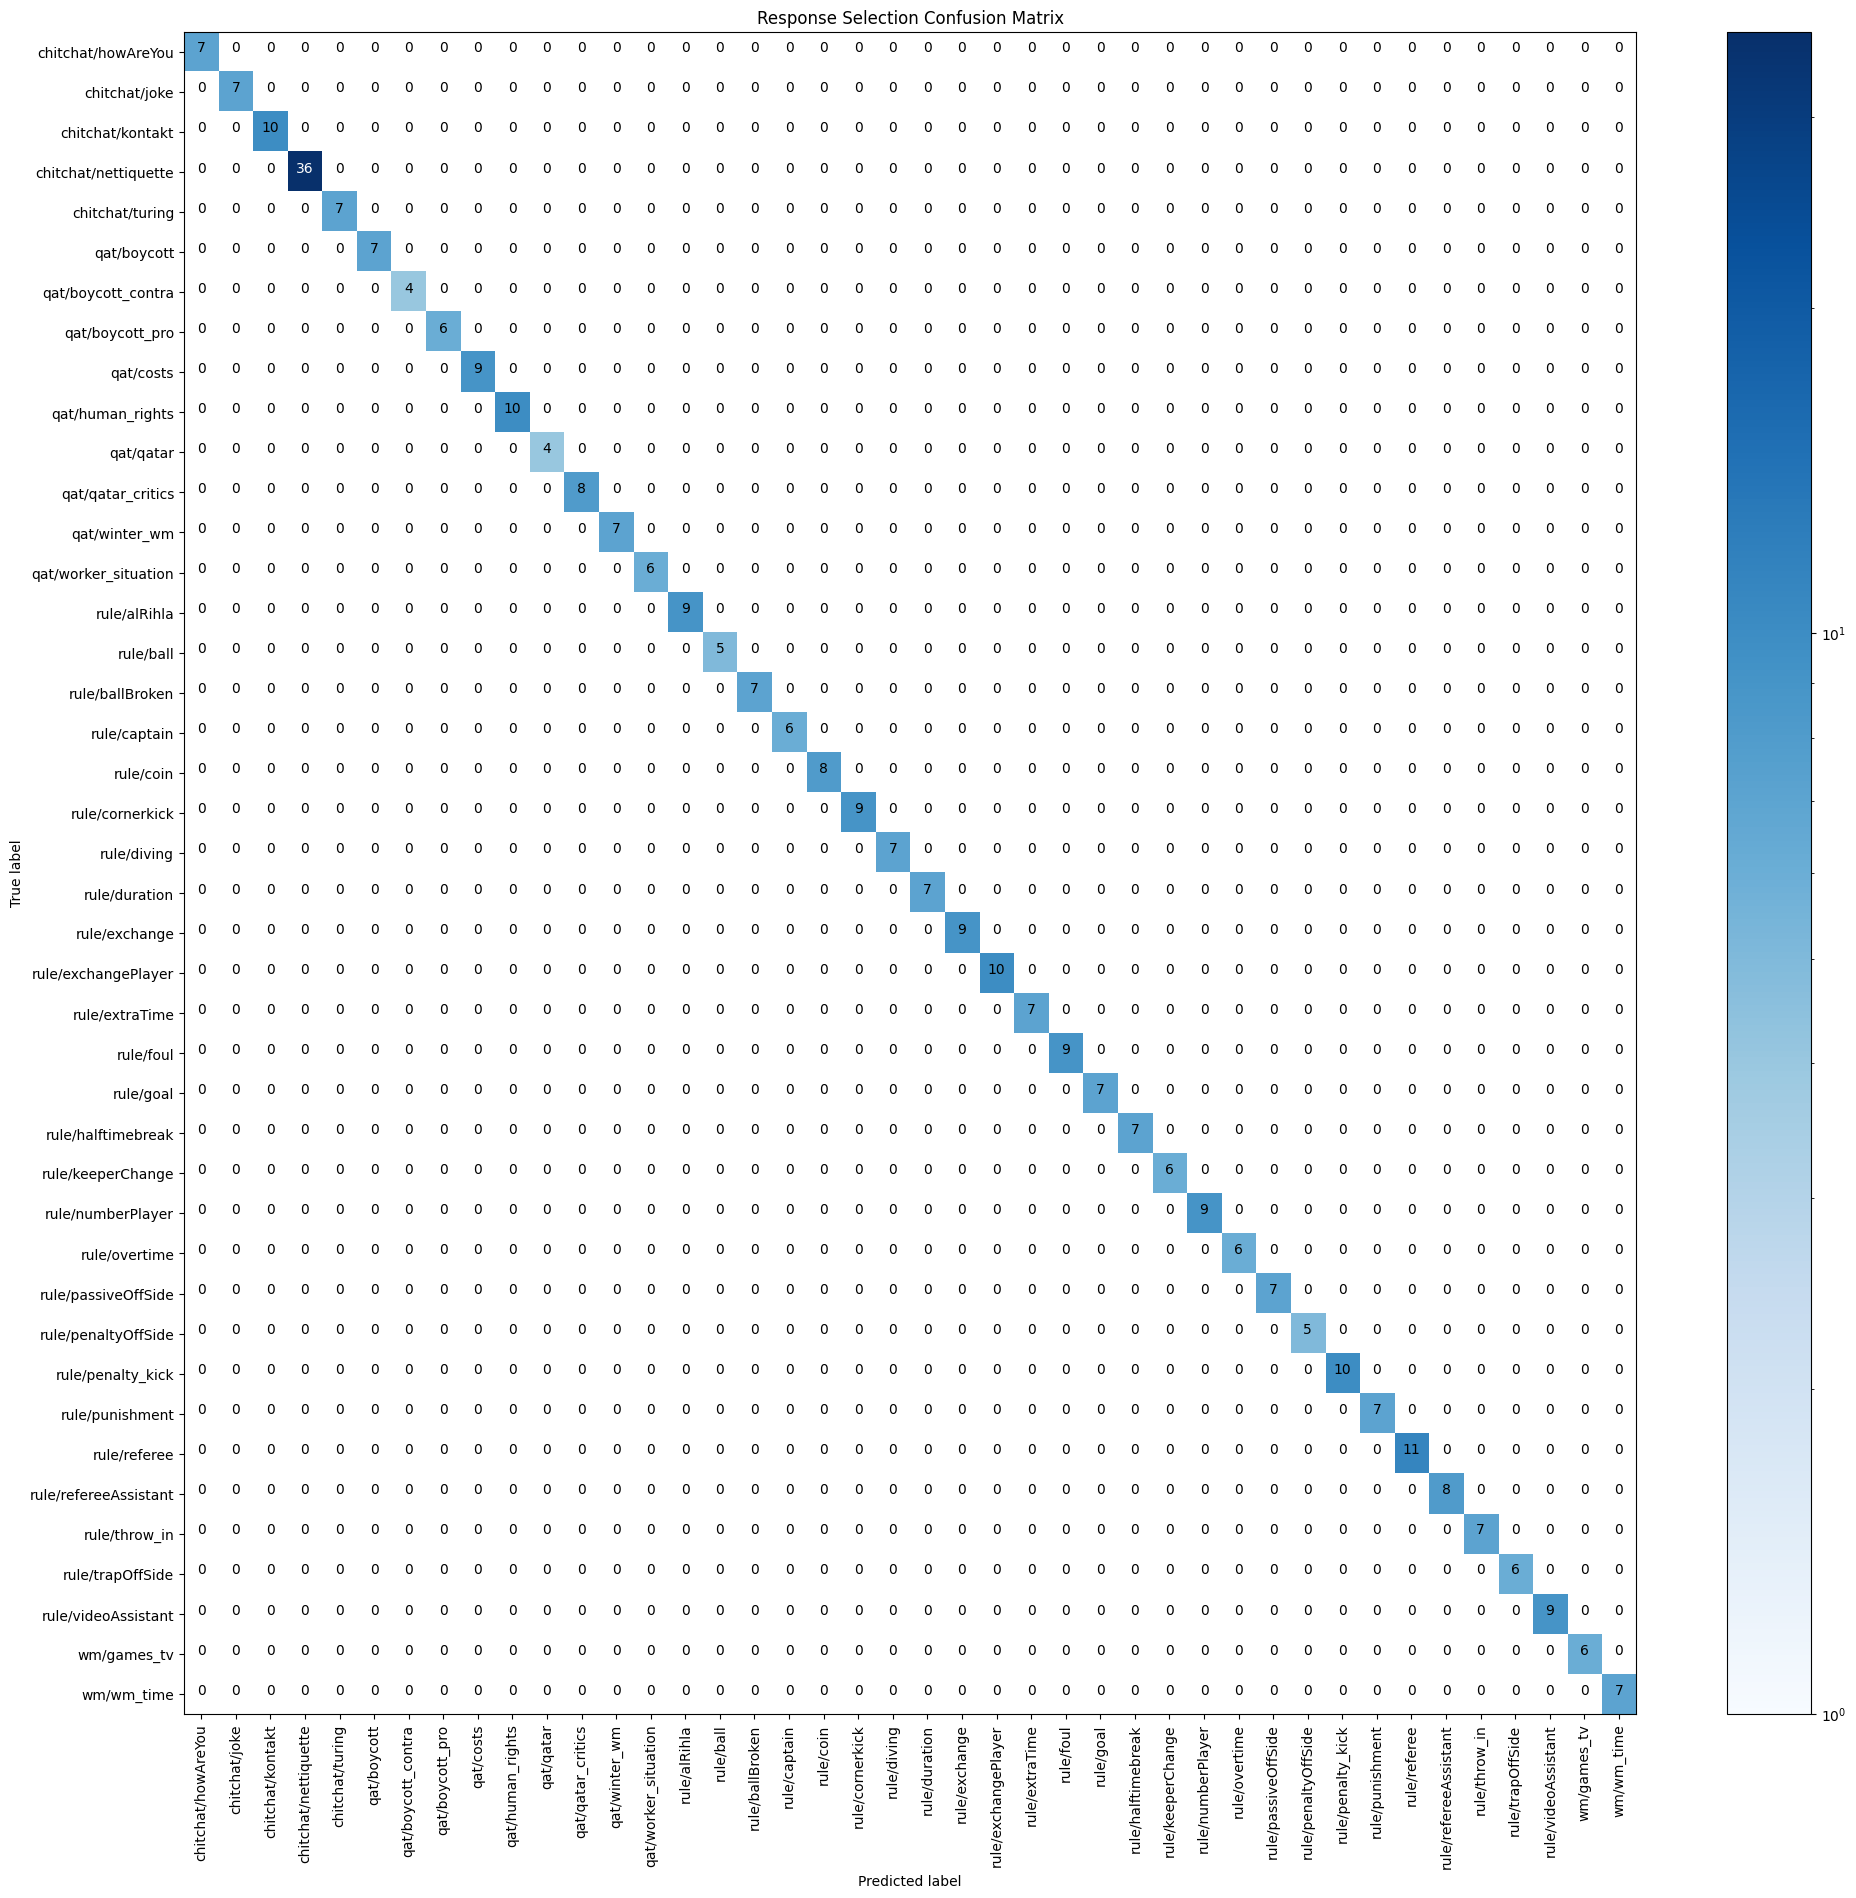 Response Selection Confusion Matrix
chitchat/howAreYou 7 0 0 0 0 0 0 0 0 0 0 0 0 0 0 0 0 0 0 0 0 0 0 0 0 0 0 0 0 0 0 0 0 0 0 0 0 0 0 0 0 0
chitchat/joke 0 7 0 0 0 0 0 0 0 0 0 0 0 0 0 0 0 0 0 0 0 0 0 0 0 0 0 0 0 0 0 0 0 0 0 0 0 0 0 0 0 0
chitchat/kontakt 0 0 10 0 0 0 0 0 0 0 0 0 0 0 0 0 0 0 0 0 0 0 0 0 0 0 0 0 0 0 0 0 0 0 0 0 0 0 0 0 0 0
chitchat/nettiquette 0 0 0 36 0 0 0 0 0 0 0 0 0 0 0 0 0 0 0 0 0 0 0 0 0 0 0 0 0 0 0 0 0 0 0 0 0 0 0 0 0 0
chitchat/turing 0 0 0 0 7 0 0 0 0 0 0 0 0 0 0 0 0 0 0 0 0 0 0 0 0 0 0 0 0 0 0 0 0 0 0 0 0 0 0 0 0 0
qat/boycott 0 0 0 0 0 7 0 0 0 0 0 0 0 0 0 0 0 0 0 0 0 0 0 0 0 0 0 0 0 0 0 0 0 0 0 0 0 0 0 0 0 0
qat/boycott_contra 0 0 0 0 0 0 4 0 0 0 0 0 0 0 0 0 0 0 0 0 0 0 0 0 0 0 0 0 0 0 0 0 0 0 0 0 0 0 0 0 0 0
qat/boycott_pro 0 0 0 0 0 0 0 6 0 0 0 0 0 0 0 0 0 0 0 0 0 0 0 0 0 0 0 0 0 0 0 0 0 0 0 0 0 0 0 0 0 0
qat/costs 0 0 0 0 0 0 0 0 9 0 0 0 0 0 0 0 0 0 0 0 0 0 0 0 0 0 0 0 0 0 0 0 0 0 0 0 0 0 0 0 0 0
qat/human_rights 0 0 0 0 0 0 0 0 0 10 0 0 0 0 0 0 0 0 0 0 0 0 0 0 0 0 0 0 0 0 0 0 0 0 0 0 0 0 0 0 0 0
qat/qatar 0 0 0 0 0 0 0 0 0 0 4 0 0 0 0 0 0 0 0 0 0 0 0 0 0 0 0 0 0 0 0 0 0 0 0 0 0 0 0 0 0 0
qat/qatar_critics 0 0 0 0 0 0 0 0 0 0 0 8 0 0 0 0 0 0 0 0 0 0 0 0 0 0 0 0 0 0 0 0 0 0 0 0 0 0 0 0 0 0
qat/winter_wm 0 0 0 0 0 0 0 0 0 0 0 0 7 0 0 0 0 0 0 0 0 0 0 0 0 0 0 0 0 0 0 0 0 0 0 0 0 0 0 0 0 0
qat/worker_situation 0 0 0 0 0 0 0 0 0 0 0 0 0 6 0 0 0 0 0 0 0 0 0 0 0 0 0 0 0 0 0 0 0 0 0 0 0 0 0 0 0 0
rule/alRihla 0 0 0 0 0 0 0 0 0 0 0 0 0 0 9 0 0 0 0 0 0 0 0 0 0 0 0 0 0 0 0 0 0 0 0 0 0 0 0 0 0 0
rule/ball 0 0 0 0 0 0 0 0 0 0 0 0 0 0 0 5 0 0 0 0 0 0 0 0 0 0 0 0 0 0 0 0 0 0 0 0 0 0 0 0 0 0
rule/ballBroken 0 0 0 0 0 0 0 0 0 0 0 0 0 0 0 0 7 0 0 0 0 0 0 0 0 0 0 0 0 0 0 0 0 0 0 0 0 0 0 0 0 0
rule/captain 0 0 0 0 0 0 0 0 0 0 0 0 0 0 0 0 0 6 0 0 0 0 0 0 0 0 0 0 0 0 0 0 0 0 0 0 0 0 0 0 0 0
rule/coin 0 0 0 0 0 0 0 0 0 0 0 0 0 0 0 0 0 0 8 0 0 0 0 0 0 0 0 0 0 0 0 0 0 0 0 0 0 0 0 0 0 0
rule/cornerkick 0 0 0 0 0 0 0 0 0 0 0 0 0 0 0 0 0 0 0 9 0 0 0 0 0 0 0 0 0 0 0 0 0 0 0 0 0 0 0 0 0 0
rule/diving 0 0 0 0 0 0 0 0 0 0 0 0 0 0 0 0 0 0 0 0 7 0 0 0 0 0 0 0 0 0 0 0 0 0 0 0 0 0 0 0 0 0
rule/duration 0 0 0 0 0 0 0 0 0 0 0 0 0 0 0 0 0 0 0 0 0 7 0 0 0 0 0 0 0 0 0 0 0 0 0 0 0 0 0 0 0 0
rule/exchange 0 0 0 0 0 0 0 0 0 0 0 0 0 0 0 0 0 0 0 0 0 0 9 0 0 0 0 0 0 0 0 0 0 0 0 0 0 0 0 0 0 0
rule/exchangePlayer 0 0 0 0 0 0 0 0 0 0 0 0 0 0 0 0 0 0 0 0 0 0 0 10 0 0 0 0 0 0 0 0 0 0 0 0 0 0 0 0 0 0
rule/extraTime 0 0 0 0 0 0 0 0 0 0 0 0 0 0 0 0 0 0 0 0 0 0 0 0 7 0 0 0 0 0 0 0 0 0 0 0 0 0 0 0 0 0
rule/foul 0 0 0 0 0 0 0 0 0 0 0 0 0 0 0 0 0 0 0 0 0 0 0 0 0 9 0 0 0 0 0 0 0 0 0 0 0 0 0 0 0 0
rule/goal 0 0 0 0 0 0 0 0 0 0 0 0 0 0 0 0 0 0 0 0 0 0 0 0 0 0 7 0 0 0 0 0 0 0 0 0 0 0 0 0 0 0
rule/halftimebreak 0 0 0 0 0 0 0 0 0 0 0 0 0 0 0 0 0 0 0 0 0 0 0 0 0 0 0 7 0 0 0 0 0 0 0 0 0 0 0 0 0 0
rule/keeperChange 0 0 0 0 0 0 0 0 0 0 0 0 0 0 0 0 0 0 0 0 0 0 0 0 0 0 0 0 6 0 0 0 0 0 0 0 0 0 0 0 0 0
rule/numberPlayer 0 0 0 0 0 0 0 0 0 0 0 0 0 0 0 0 0 0 0 0 0 0 0 0 0 0 0 0 0 9 0 0 0 0 0 0 0 0 0 0 0 0
rule/overtime 0 0 0 0 0 0 0 0 0 0 0 0 0 0 0 0 0 0 0 0 0 0 0 0 0 0 0 0 0 0 6 0 0 0 0 0 0 0 0 0 0 0
rule/passiveOffSide 0 0 0 0 0 0 0 0 0 0 0 0 0 0 0 0 0 0 0 0 0 0 0 0 0 0 0 0 0 0 0 7 0 0 0 0 0 0 0 0 0 0
rule/penaltyOffSide 0 0 0 0 0 0 0 0 0 0 0 0 0 0 0 0 0 0 0 0 0 0 0 0 0 0 0 0 0 0 0 0 5 0 0 0 0 0 0 0 0 0
rule/penalty_kick 0 0 0 0 0 0 0 0 0 0 0 0 0 0 0 0 0 0 0 0 0 0 0 0 0 0 0 0 0 0 0 0 0 10 0 0 0 0 0 0 0 0
rule/punishment 0 0 0 0 0 0 0 0 0 0 0 0 0 0 0 0 0 0 0 0 0 0 0 0 0 0 0 0 0 0 0 0 0 0 7 0 0 0 0 0 0 0
rule/referee 0 0 0 0 0 0 0 0 0 0 0 0 0 0 0 0 0 0 0 0 0 0 0 0 0 0 0 0 0 0 0 0 0 0 0 11 0 0 0 0 0 0
rule/refereeAssistant 0 0 0 0 0 0 0 0 0 0 0 0 0 0 0 0 0 0 0 0 0 0 0 0 0 0 0 0 0 0 0 0 0 0 0 0 8 0 0 0 0 0
rule/throw_in 0 0 0 0 0 0 0 0 0 0 0 0 0 0 0 0 0 0 0 0 0 0 0 0 0 0 0 0 0 0 0 0 0 0 0 0 0 7 0 0 0 0
rule/trapOffSide 0 0 0 0 0 0 0 0 0 0 0 0 0 0 0 0 0 0 0 0 0 0 0 0 0 0 0 0 0 0 0 0 0 0 0 0 0 0 6 0 0 0
rule/videoAssistant 0 0 0 0 0 0 0 0 0 0 0 0 0 0 0 0 0 0 0 0 0 0 0 0 0 0 0 0 0 0 0 0 0 0 0 0 0 0 0 9 0 0
wm/games_tv 0 0 0 0 0 0 0 0 0 0 0 0 0 0 0 0 0 0 0 0 0 0 0 0 0 0 0 0 0 0 0 0 0 0 0 0 0 0 0 0 6 0
wm/wm_time 0 0 0 0 0 0 0 0 0 0 0 0 0 0 0 0 0 0 0 0 0 0 0 0 0 0 0 0 0 0 0 0 0 0 0 0 0 0 0 0 0 7
True label
chitchat/howAreYou
chitchat/joke
chitchat/kontakt
chitchat/nettiquette
chitchat/turing
qat/boycott
qat/boycott_contra
qat/boycott_pro
qat/costs
qat/human_rights
qat/qatar
qat/qatar_critics
qat/winter_wm
qat/worker_situation
rule/alRihla
rule/ball
rule/ballBroken
rule/captain
rule/coin
rule/cornerkick
rule/diving
rule/duration
rule/exchange
rule/exchangePlayer
rule/extraTime
rule/foul
rule/goal
rule/halftimebreak
rule/keeperChange
rule/numberPlayer
rule/overtime
rule/passiveOffSide
rule/penaltyOffSide
rule/penalty_kick
rule/punishment
rule/referee
rule/refereeAssistant
rule/throw_in
rule/trapOffSide
rule/videoAssistant
wm/games_tv
wm/wm_time
Predicted label
10¹
10⁰